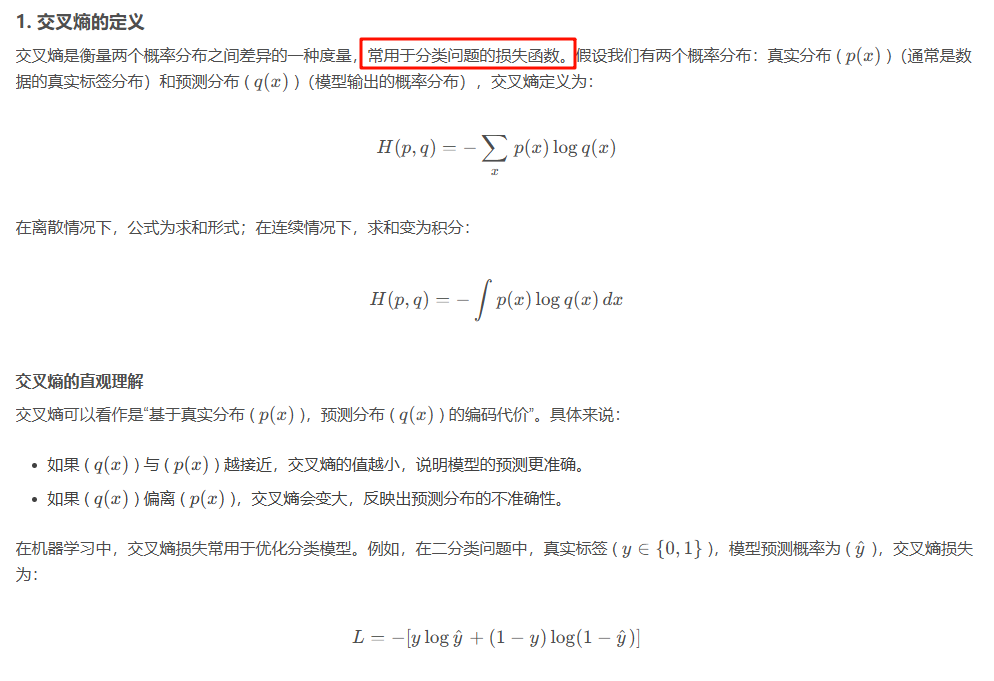 1. 交叉熵的定义
交叉熵是衡量两个概率分布之间差异的一种度量，常用于分类问题的损失函数。假设我们有两个概率分布：真实分布 ( p(x) )（通常是数
据的真实标签分布）和预测分布 ( q(x) )（模型输出的概率分布），交叉熵定义为：
H(p, q) = − ∑ₓ p(x) log q(x)
在离散情况下，公式为求和形式；在连续情况下，求和变为积分：
H(p, q) = − ∫ p(x) log q(x) dx
交叉熵的直观理解
交叉熵可以看作是“基于真实分布 ( p(x) )，预测分布 ( q(x) ) 的编码代价”。具体来说：
• 如果 ( q(x) ) 与 ( p(x) ) 越接近，交叉熵的值越小，说明模型的预测更准确。
• 如果 ( q(x) ) 偏离 ( p(x) )，交叉熵会变大，反映出预测分布的不准确性。
在机器学习中，交叉熵损失常用于优化分类模型。例如，在二分类问题中，真实标签 ( y ∈ {0, 1} )，模型预测概率为 ( ŷ )，交叉熵损失
为：
L = −[y log ŷ + (1 − y) log(1 − ŷ)]